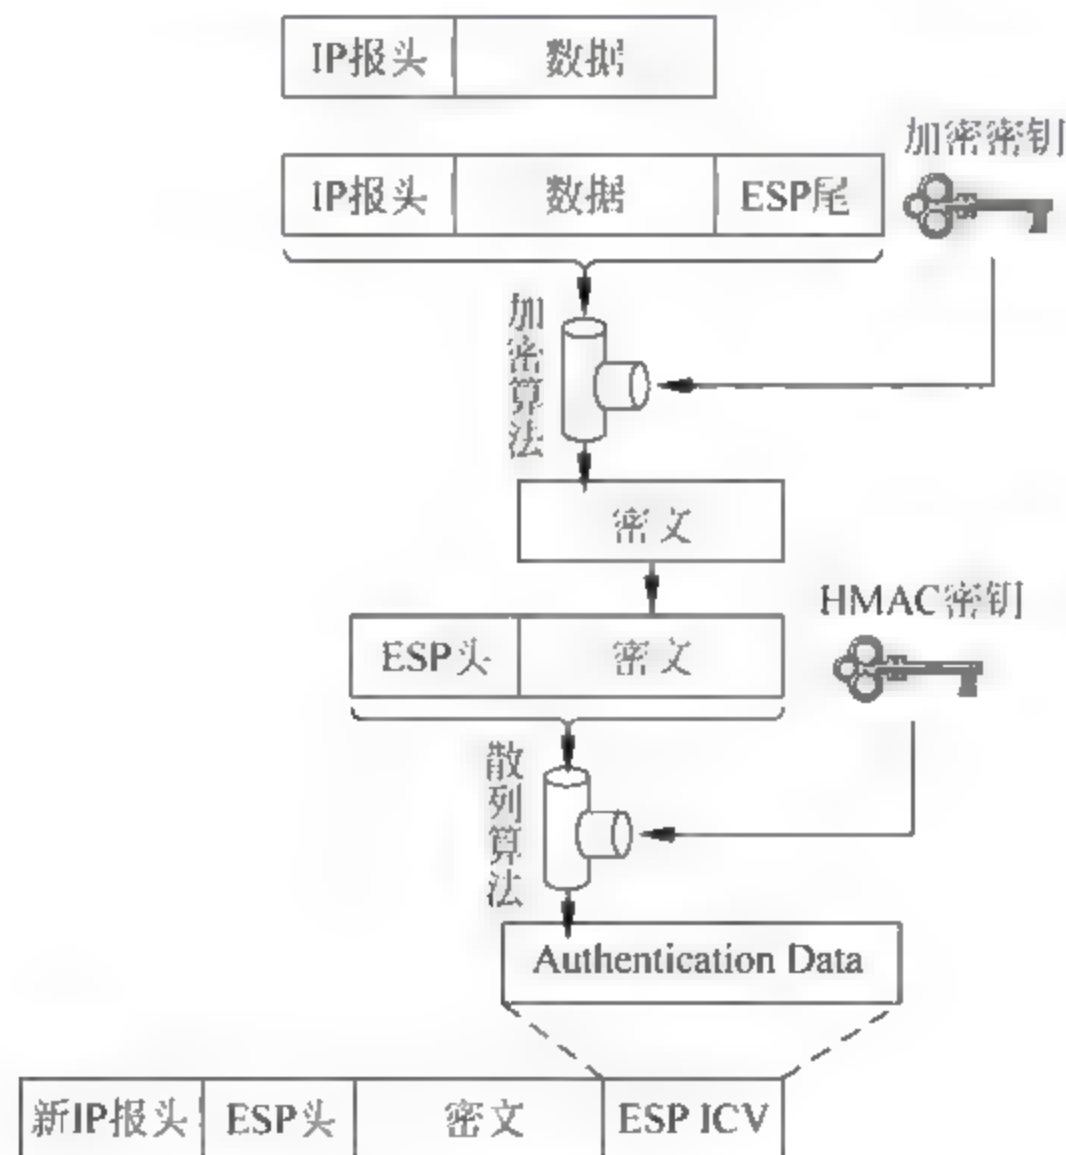 IP报头 数据
加密密钥
IP报头 数据 ESP尾
加密算法
密文
HMAC密钥
ESP头 密文
散列算法
Authentication Data
新IP报头 ESP头 密文 ESP ICV